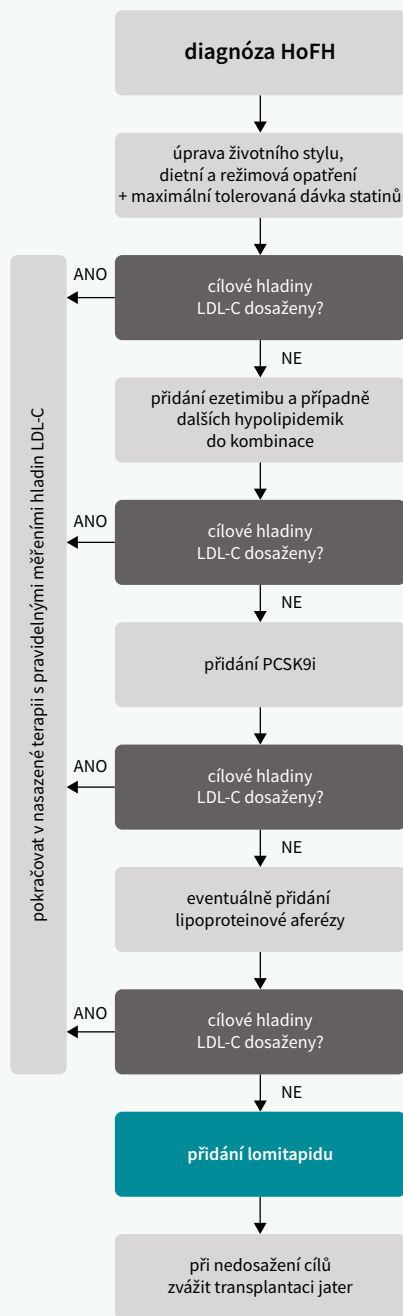 diagnóza HoFH
úprava životního stylu,
dietní a režimová opatření
+ maximální tolerovaná dávka statinů
ANO
cílové hladiny
LDL-C dosaženy?
NE
přidání ezetimibu a případně
dalších hypolipidemik
do kombinace
ANO
cílové hladiny
LDL-C dosaženy?
NE
přidání PCSK9i
ANO
cílové hladiny
LDL-C dosaženy?
NE
eventuálně přidání
lipoproteinové aferézy
ANO
cílové hladiny
LDL-C dosaženy?
NE
přidání lomitapidu
při nedosažení cílů
zvážit transplantaci jater
pokračovat v nasazené terapii s pravidelnými měřeními hladin LDL-C